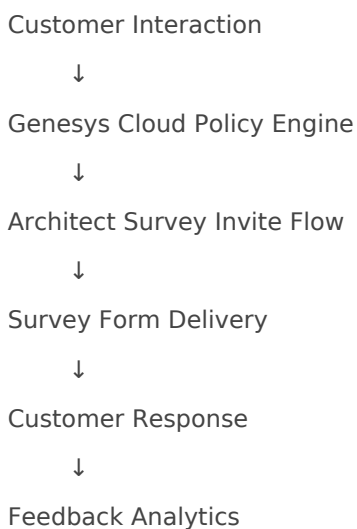 Customer Interaction
↓
Genesys Cloud Policy Engine
↓
Architect Survey Invite Flow
↓
Survey Form Delivery
↓
Customer Response
↓
Feedback Analytics